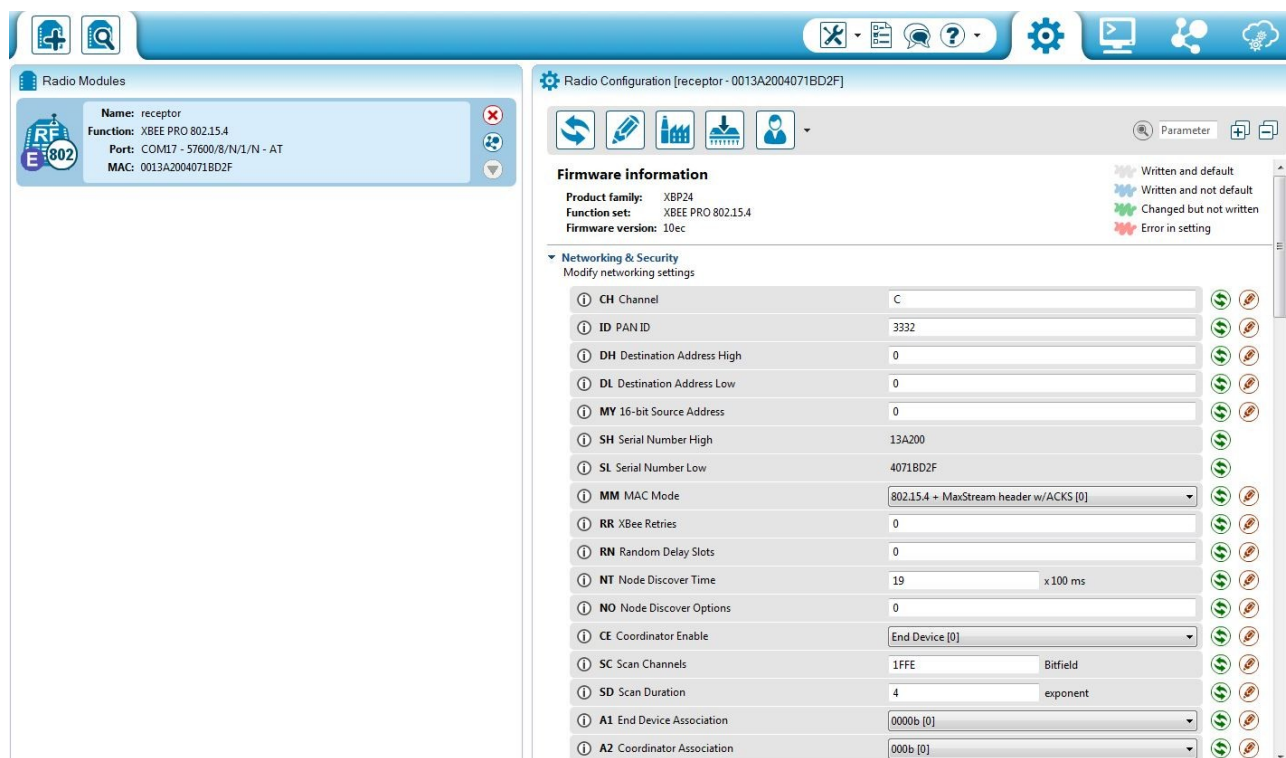 Radio Modules
Name: receptor
Function: XBEE PRO 802.15.4
Port: COM17 - 57600/8/N/1/N - AT
MAC: 0013A2004071BD2F
RF
E 802
Radio Configuration [receptor - 0013A2004071BD2F]
Parameter
Firmware information
Product family: XBP24
Function set: XBEE PRO 802.15.4
Firmware version: 10ec
Written and default
Written and not default
Changed but not written
Error in setting
Networking & Security
Modify networking settings
CH Channel C
ID PAN ID 3332
DH Destination Address High 0
DL Destination Address Low 0
MY 16-bit Source Address 0
SH Serial Number High 13A200
SL Serial Number Low 4071BD2F
MM MAC Mode 802.15.4 + MaxStream header w/ACKS [0]
RR XBee Retries 0
RN Random Delay Slots 0
NT Node Discover Time 19 x 100 ms
NO Node Discover Options 0
CE Coordinator Enable End Device [0]
SC Scan Channels 1FFE Bitfield
SD Scan Duration 4 exponent
A1 End Device Association 0000b [0]
A2 Coordinator Association 000b [0]